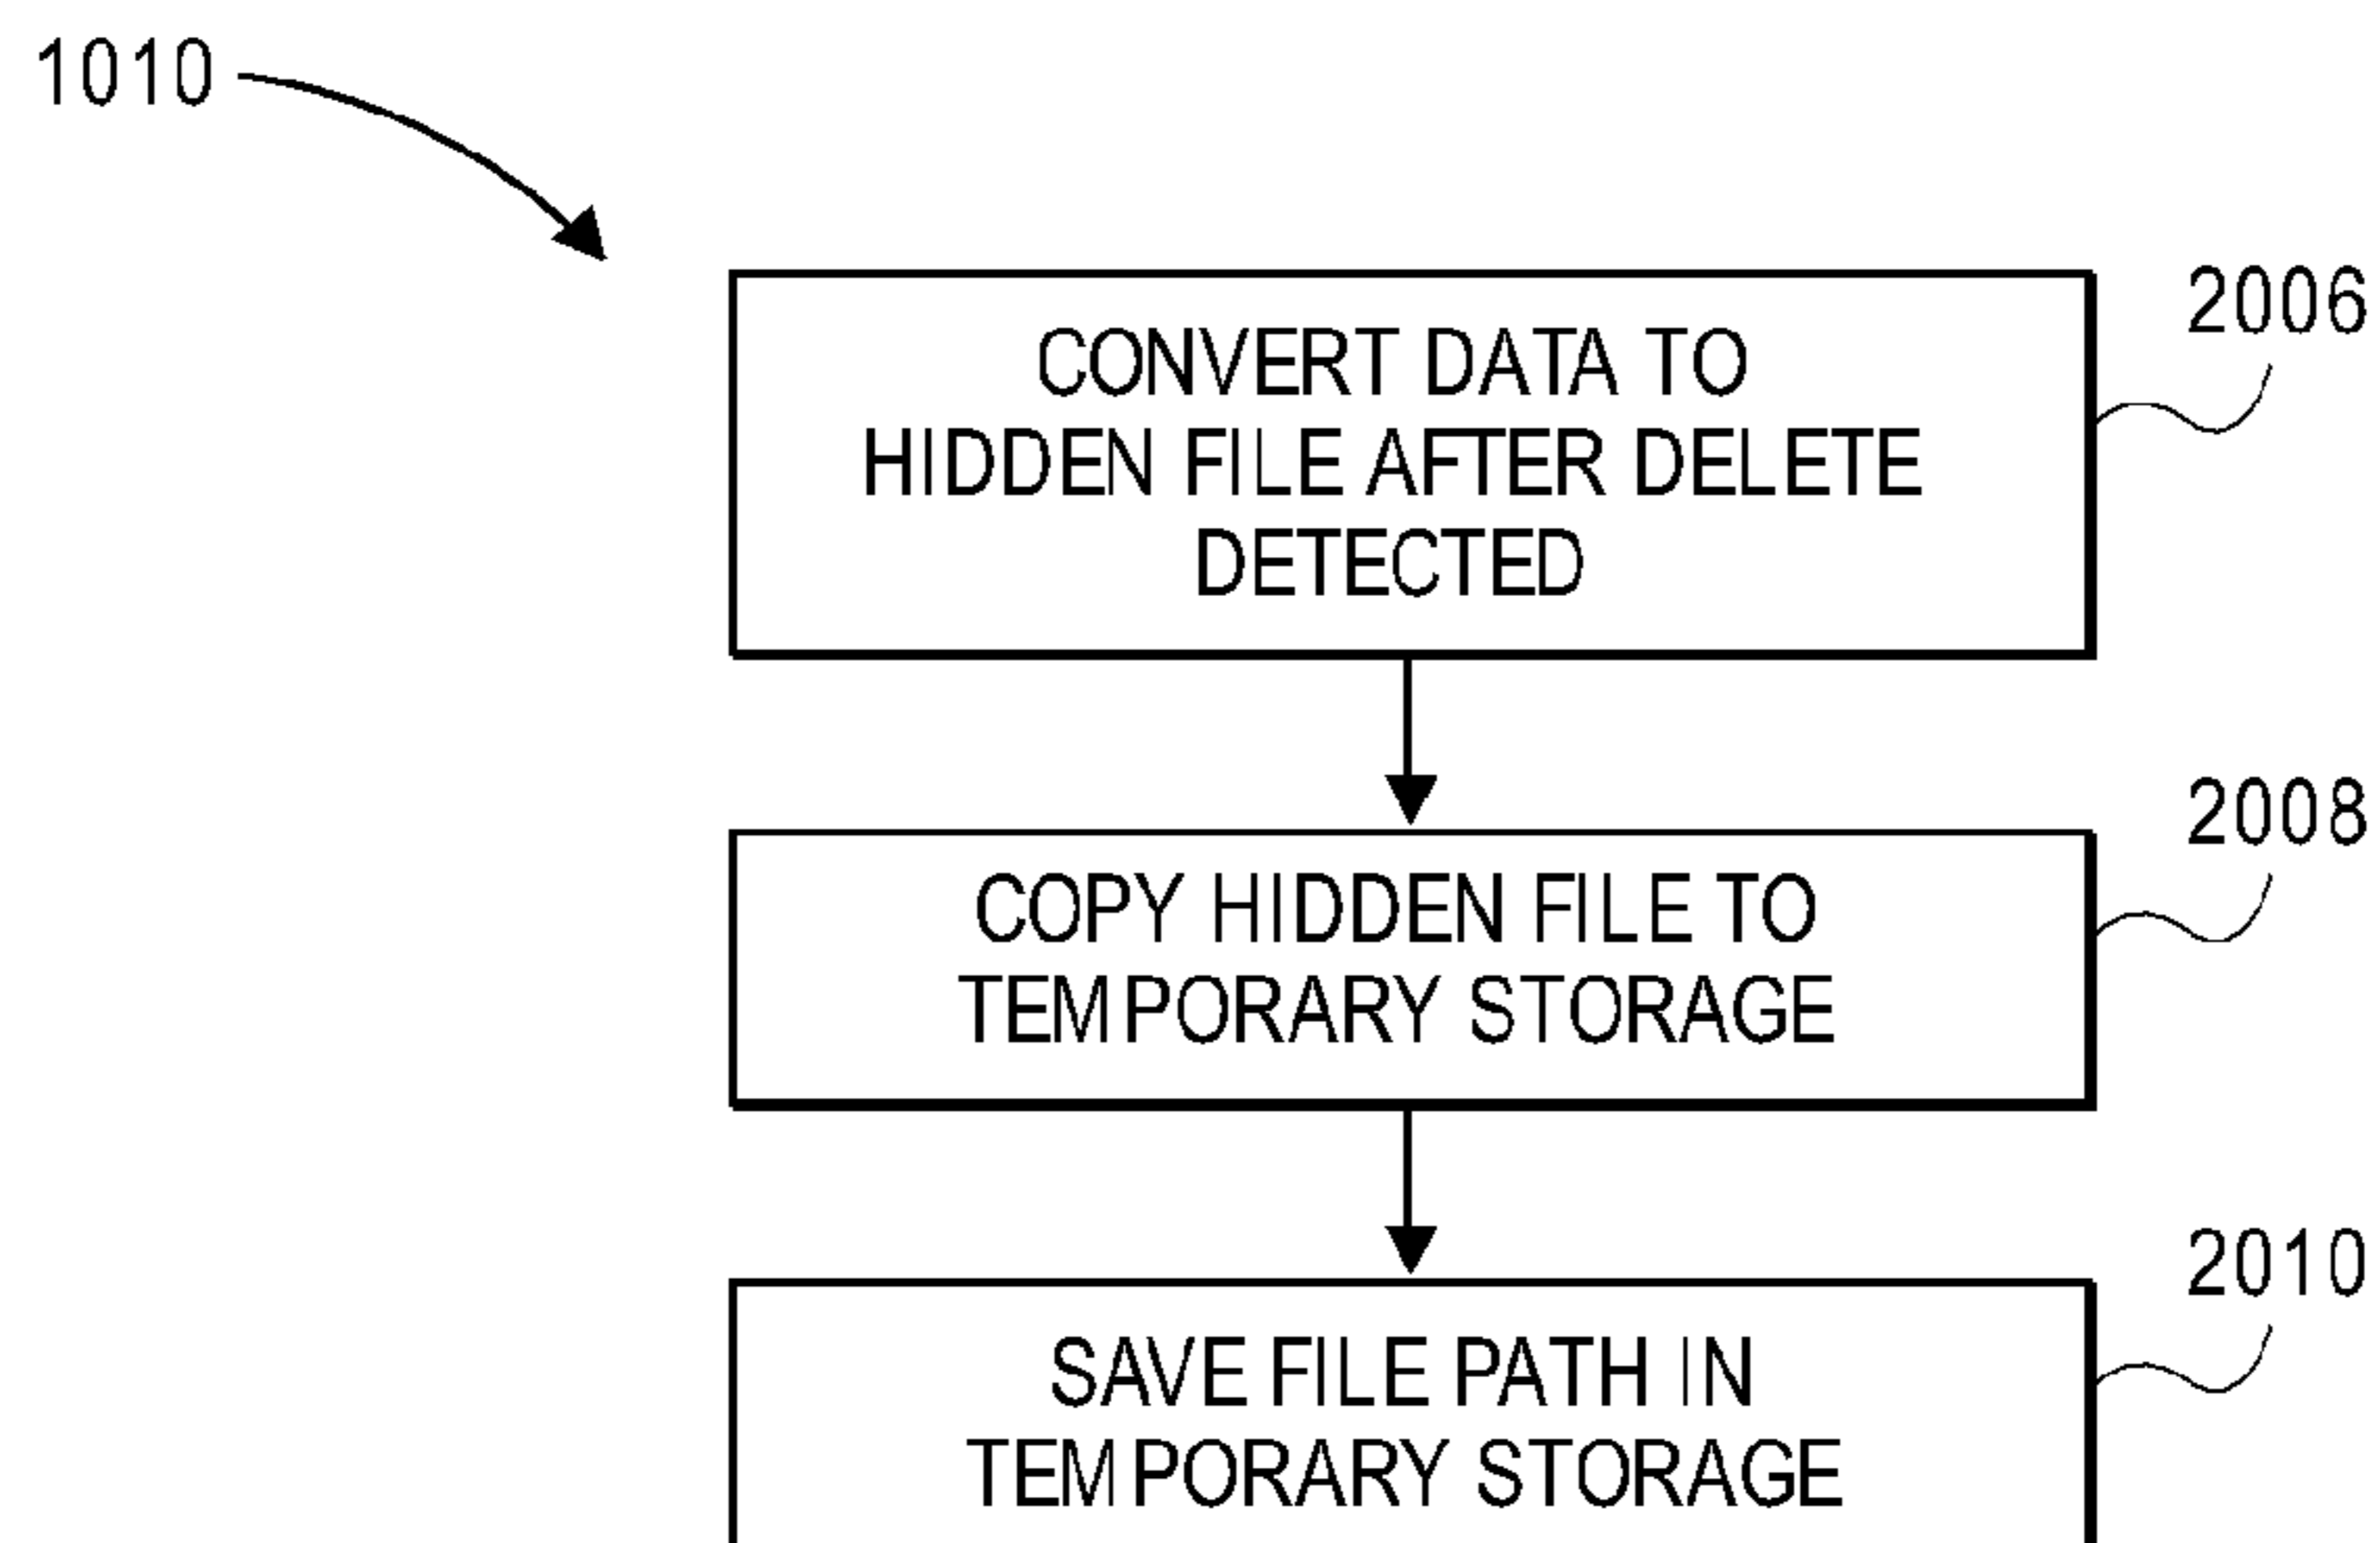 1010
2006
CONVERT DATA TO
HIDDEN FILE AFTER DELETE
DETECTED
2008
COPY HIDDEN FILE TO
TEMPORARY STORAGE
2010
SAVE FILE PATH IN
TEMPORARY STORAGE